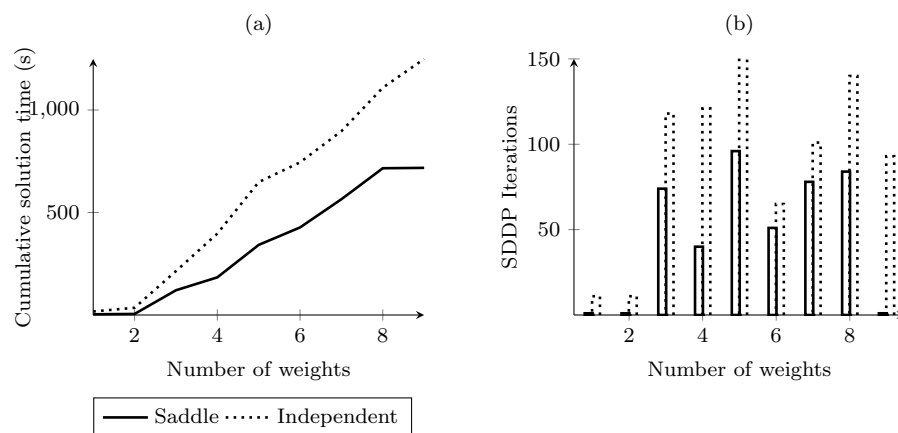 (a)
Cumulative solution time (s)
1,000
500
2 4 6 8
Number of weights
Saddle Independent
(b)
SDDP Iterations
150
100
50
2 4 6 8
Number of weights